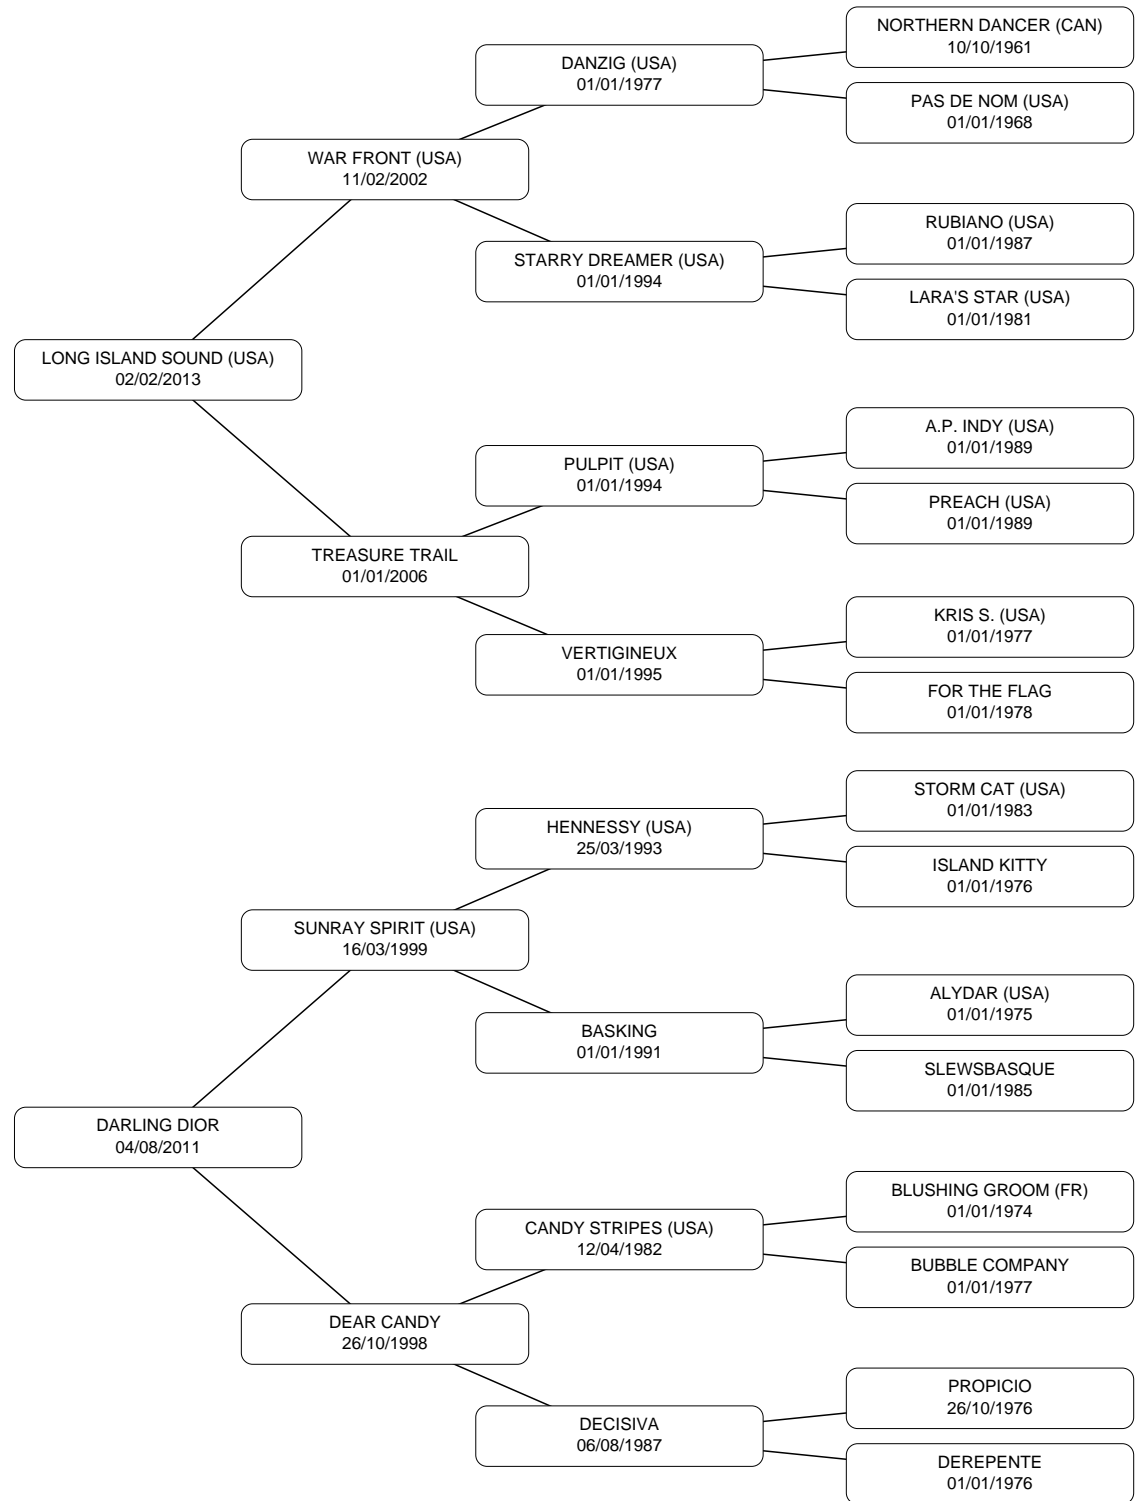 NORTHERN DANCER (CAN)
10/10/1961
DANZIG (USA)
01/01/1977
PAS DE NOM (USA)
01/01/1968
WAR FRONT (USA)
11/02/2002
RUBIANO (USA)
01/01/1987
STARRY DREAMER (USA)
01/01/1994
LARA'S STAR (USA)
01/01/1981
LONG ISLAND SOUND (USA)
02/02/2013
A.P. INDY (USA)
01/01/1989
PULPIT (USA)
01/01/1994
PREACH (USA)
01/01/1989
TREASURE TRAIL
01/01/2006
KRIS S. (USA)
01/01/1977
VERTIGINEUX
01/01/1995
FOR THE FLAG
01/01/1978
STORM CAT (USA)
01/01/1983
HENNESSY (USA)
25/03/1993
ISLAND KITTY
01/01/1976
SUNRAY SPIRIT (USA)
16/03/1999
ALYDAR (USA)
01/01/1975
BASKING
01/01/1991
SLEWSBASQUE
01/01/1985
DARLING DIOR
04/08/2011
BLUSHING GROOM (FR)
01/01/1974
CANDY STRIPES (USA)
12/04/1982
BUBBLE COMPANY
01/01/1977
DEAR CANDY
26/10/1998
PROPICIO
26/10/1976
DECISIVA
06/08/1987
DEREPENTE
01/01/1976